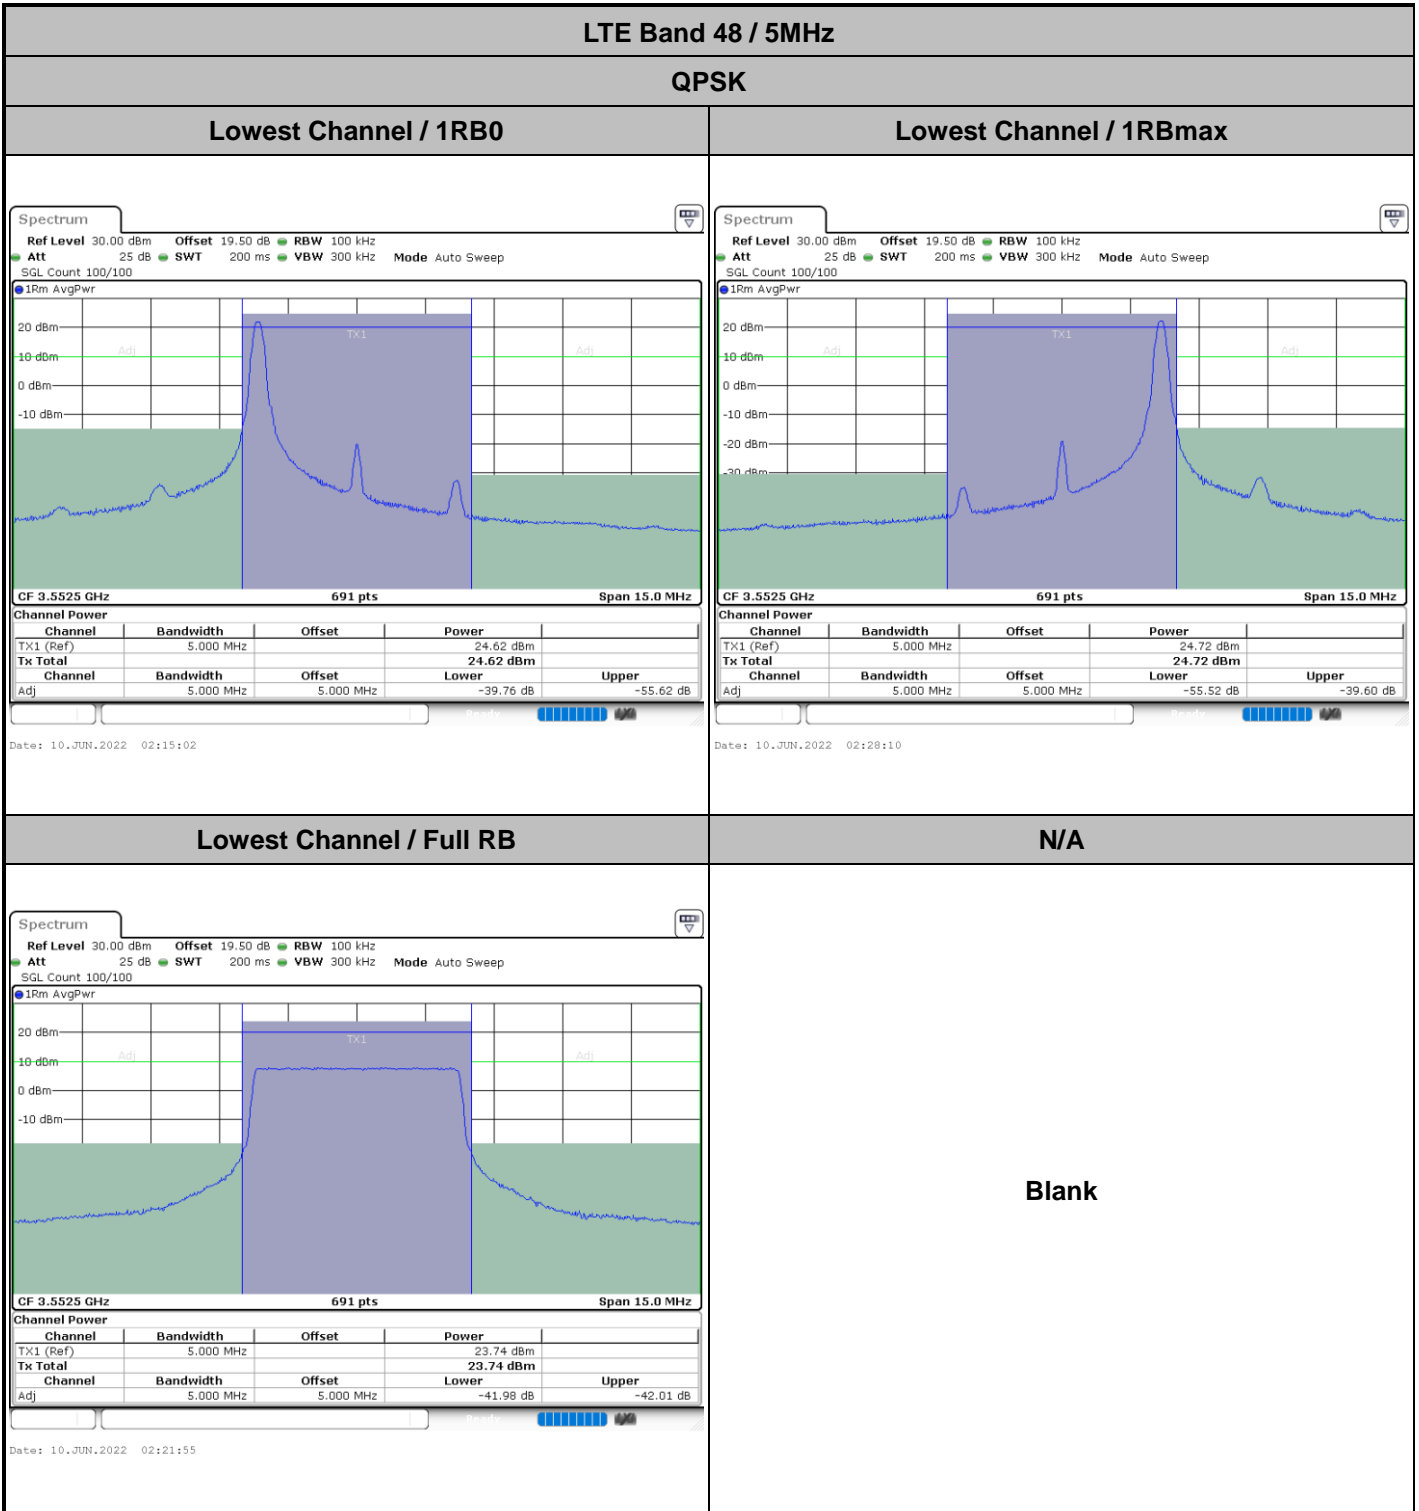 LTE Band 48 / 5MHz
QPSK
Lowest Channel / 1RB0
Lowest Channel / 1RBmax
Spectrum
Ref Level 30.00 dBm Offset 19.50 dB RBW 100 kHz
Att 25 dB SWT 200 ms VBW 300 kHz Mode Auto Sweep
SGL Count 100/100
1Rm AvgPwr
20 dBm
TX1
Adj
Adj
10 dBm
0 dBm
-10 dBm
CF 3.5525 GHz 691 pts Span 15.0 MHz
Channel Power
Channel Bandwidth Offset Power
TX1 (Ref) 5.000 MHz 24.62 dBm
Tx Total 24.62 dBm
Channel Bandwidth Offset Lower Upper
Adj 5.000 MHz 5.000 MHz -39.76 dB -55.62 dB
Ready
Date: 10.JUN.2022 02:15:02
Spectrum
Ref Level 30.00 dBm Offset 19.50 dB RBW 100 kHz
Att 25 dB SWT 200 ms VBW 300 kHz Mode Auto Sweep
SGL Count 100/100
1Rm AvgPwr
20 dBm
TX1
Adj
Adj
10 dBm
0 dBm
-10 dBm
-20 dBm
-30 dBm
CF 3.5525 GHz 691 pts Span 15.0 MHz
Channel Power
Channel Bandwidth Offset Power
TX1 (Ref) 5.000 MHz 24.72 dBm
Tx Total 24.72 dBm
Channel Bandwidth Offset Lower Upper
Adj 5.000 MHz 5.000 MHz -55.52 dB -39.60 dB
Date: 10.JUN.2022 02:28:10
Lowest Channel / Full RB
N/A
Spectrum
Ref Level 30.00 dBm Offset 19.50 dB RBW 100 kHz
Att 25 dB SWT 200 ms VBW 300 kHz Mode Auto Sweep
SGL Count 100/100
1Rm AvgPwr
20 dBm
TX1
Adj
Adj
10 dBm
0 dBm
-10 dBm
CF 3.5525 GHz 691 pts Span 15.0 MHz
Channel Power
Channel Bandwidth Offset Power
TX1 (Ref) 5.000 MHz 23.74 dBm
Tx Total 23.74 dBm
Channel Bandwidth Offset Lower Upper
Adj 5.000 MHz 5.000 MHz -41.98 dB -42.01 dB
Ready
Date: 10.JUN.2022 02:21:55
Blank